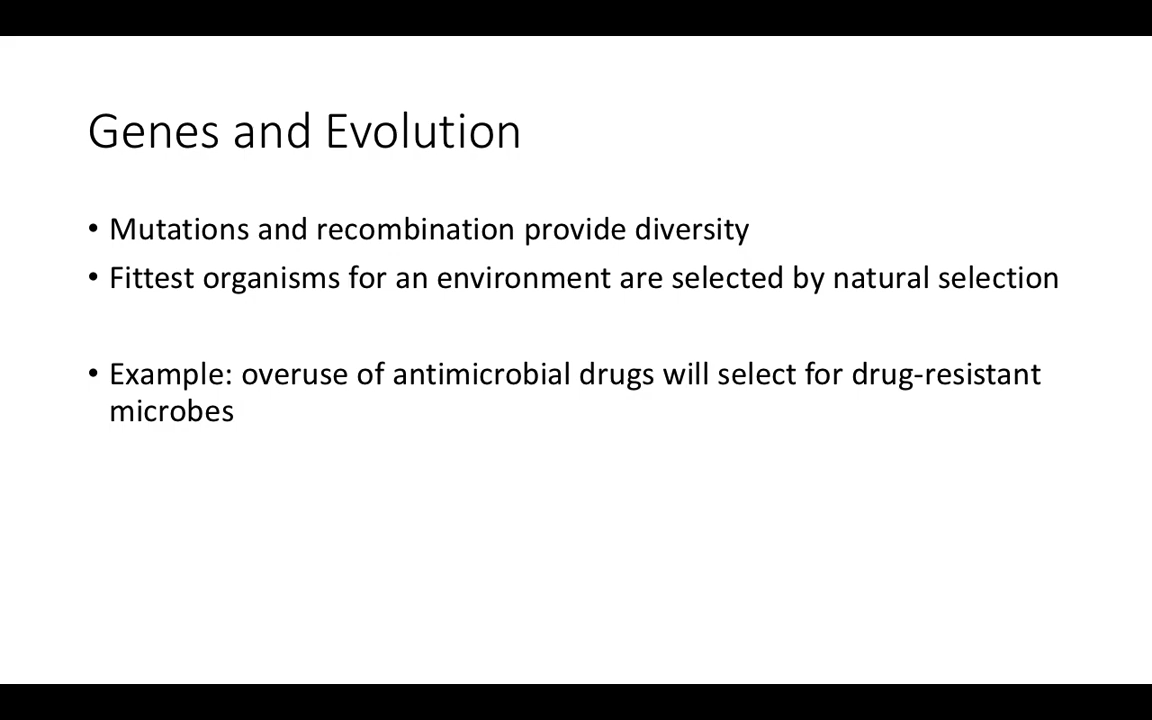 Genes and Evolution
• Mutations and recombination provide diversity
• Fittest organisms for an environment are selected by natural selection
• Example: overuse of antimicrobial drugs will select for drug-resistant
microbes